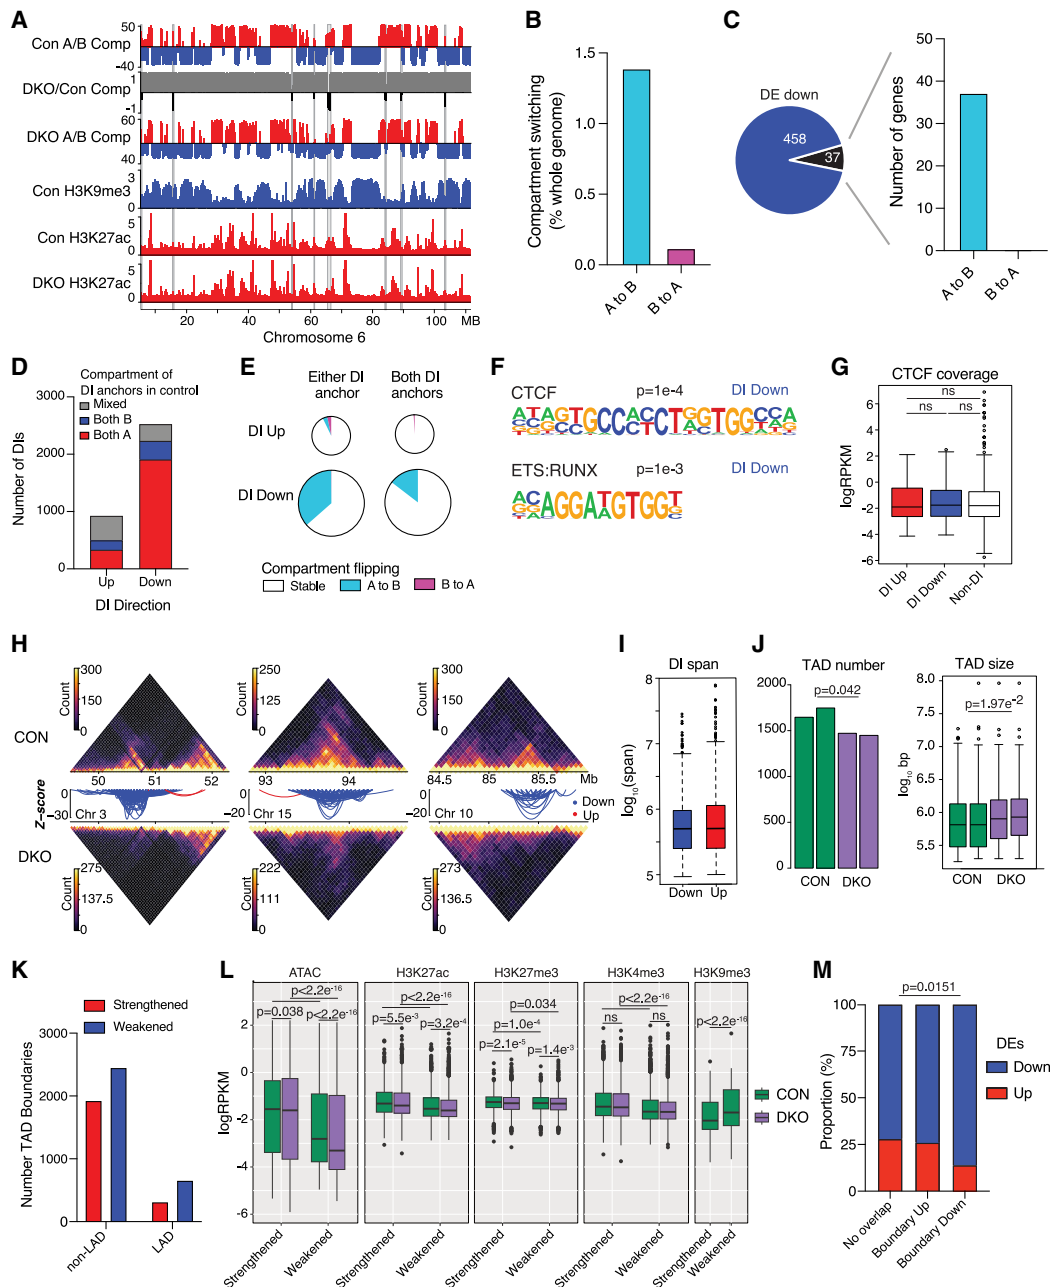 A
Con A/B Comp
50
-40
DKO/Con Comp
1
-1
DKO A/B Comp
60
40
Con H3K9me3
3
0
Con H3K27ac
5
0
DKO H3K27ac
5
0
20 40 60 80 100 MB
Chromosome 6
B
Compartment switching
(% whole genome)
1.5
1.0
0.5
0.0
A to B
B to A
C
DE down
458
37
Number of genes
50
40
30
20
10
0
A to B
B to A
D
Compartment of
DI anchors in control
Mixed
Both B
Both A
Number of DIs
3000
2000
1000
0
Up Down
DI Direction
E
Either DI
anchor
Both DI
anchors
DI Up
DI Down
Compartment flipping
Stable
A to B
B to A
F
CTCF p=1e-4 DI Down
ETS:RUNX p=1e-3 DI Down
G
CTCF coverage
ns
ns ns
logRPKM
6
4
2
0
-2
-4
-6
DI Up
DI Down
Non-DI
H
CON
Count
300
150
0
50 51 52
Count
250
150
0
93 94
Count
300
150
0
84.5 85 85.5 Mb
Z-score
-30
Chr 3
-20
Chr 15
-20
Chr 10
Down
Up
DKO
Count
275
137.5
0
Count
222
111
0
Count
273
136.5
0
I
DI span
log10(span)
8
7
6
5
Down Up
J
TAD number
p=0.042
2000
1500
1000
500
0
CON DKO
TAD size
p=1.97e-2
log10 bp
8.0
7.5
7.0
6.5
6.0
5.5
CON DKO
K
Strengthened
Weakened
Number TAD Boundaries
3000
2000
1000
0
non-LAD
LAD
L
ATAC H3K27ac H3K27me3 H3K4me3 H3K9me3
logRPKM
2
0
-2
-4
-6
p<2.2e-16
p=0.038 p<2.2e-16
p<2.2e-16
p=5.5e-3 p=3.2e-4
p=0.034
p=1.0e-4
p=2.1e-5 p=1.4e-3
p<2.2e-16
ns ns
p<2.2e-16
CON
DKO
Strengthened
Weakened
Strengthened
Weakened
Strengthened
Weakened
Strengthened
Weakened
Strengthened
Weakened
M
p=0.0151
Proportion (%)
100
75
50
25
0
DEs
Down
Up
No overlap
Boundary Up
Boundary Down